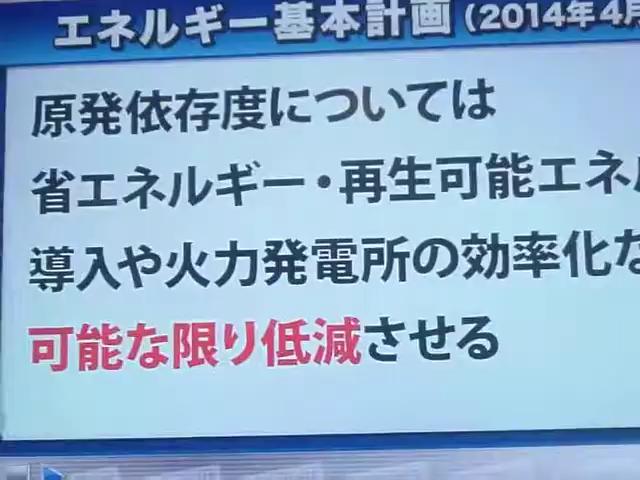 エネルギー基本計画(2014年4月
原発依存度については
省エネルギー・再生可能エネル
導入や火力発電所の効率化な
可能な限り低減させる